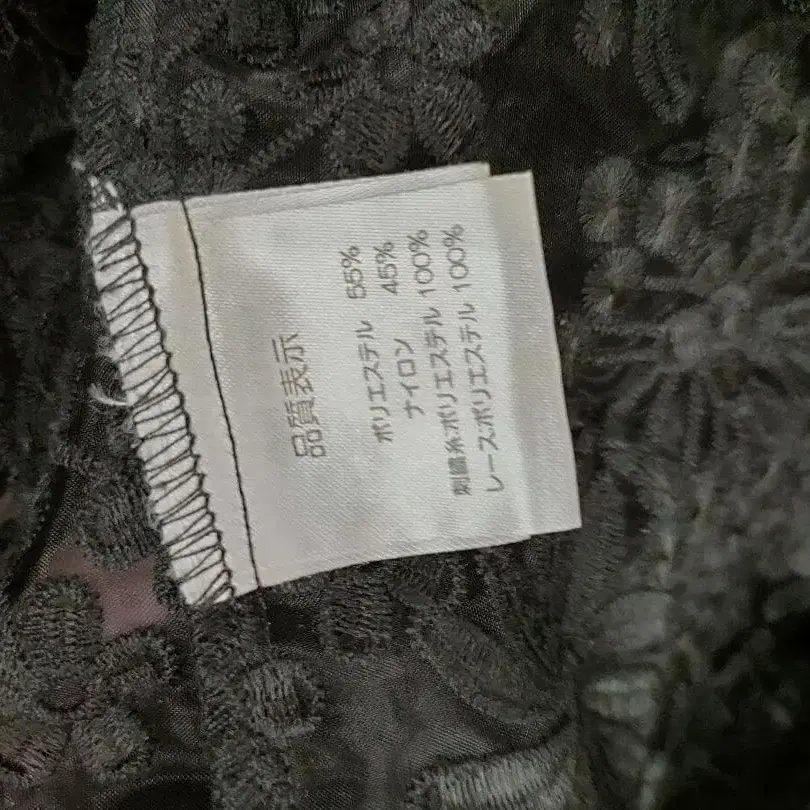 品質表示
ポリエステル 55%
ナイロン 45%
刺繍糸ポリエステル 100%
レースポリエステル 100%